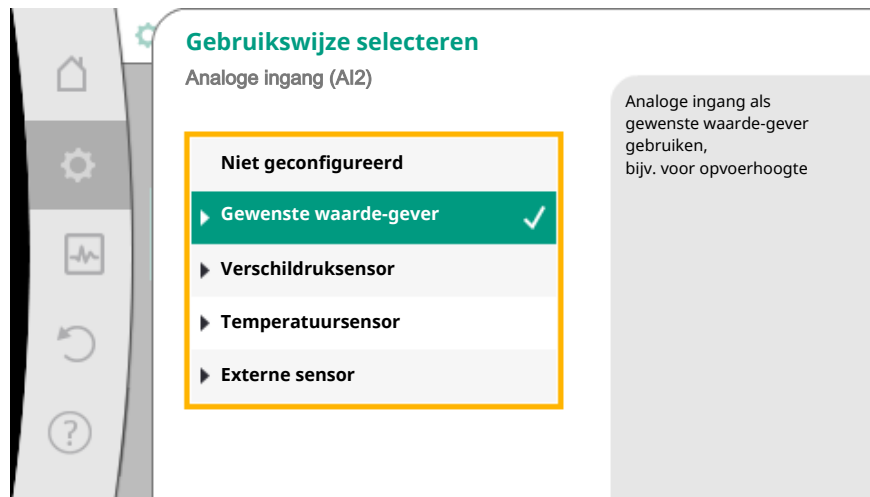 Gebruikswijze selecteren
Analoge ingang (AI2)
Niet geconfigureerd
Gewenste waarde-gever
Verschildruksensor
Temperatuursensor
Externe sensor
Analoge ingang als
gewenste waarde-gever
gebruiken,
bijv. voor opvoerhoogte
?